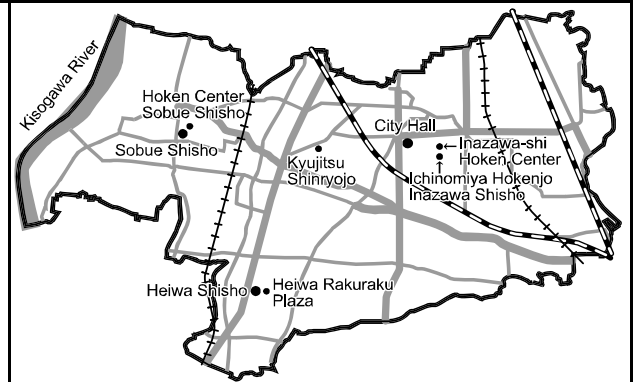 Kisogawa River
Hoken Center
Sobue Shisho
Sobue Shisho
Kyujitsu
Shinryojo
City Hall
Inazawa-shi
Hoken Center
Ichinomiya Hokenjo
Inazawa Shisho
Heiwa Shisho
Heiwa Rakuraku
Plaza